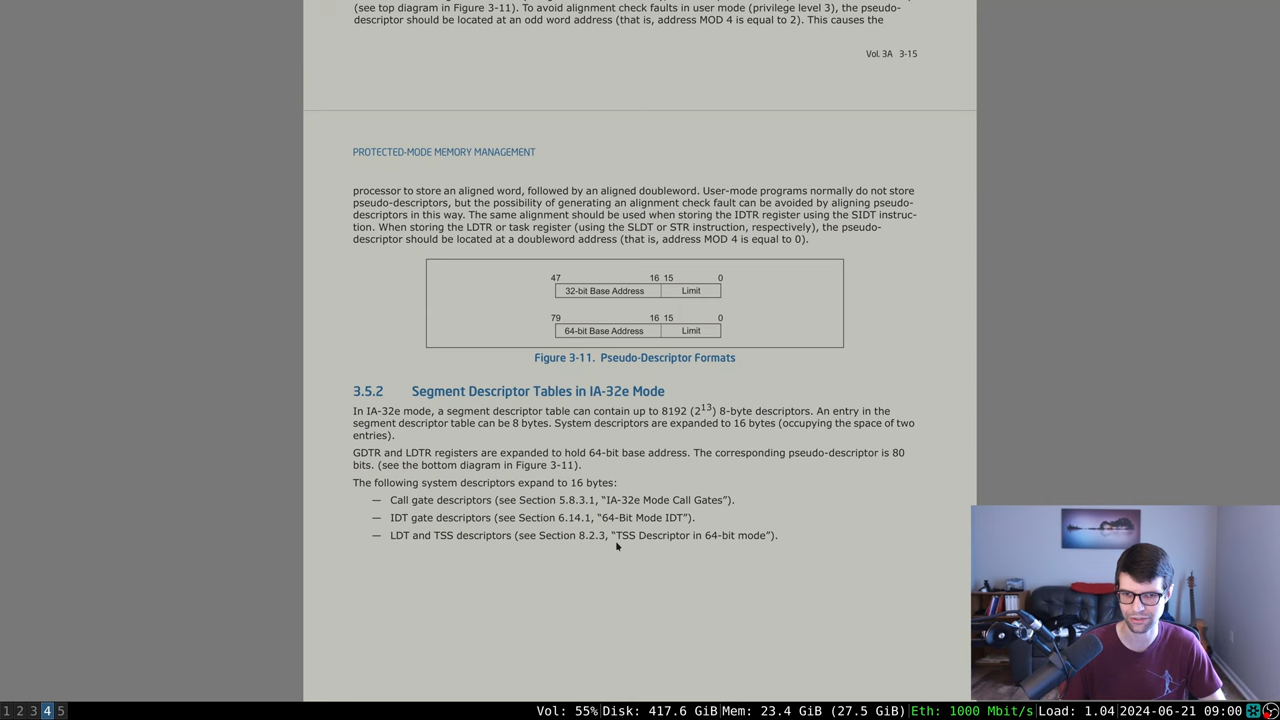 (see top diagram in Figure 3-11). To avoid alignment check faults in user mode (privilege level 3), the pseudo-
descriptor should be located at an odd word address (that is, address MOD 4 is equal to 2). This causes the
Vol. 3A 3-15
PROTECTED-MODE MEMORY MANAGEMENT
processor to store an aligned word, followed by an aligned doubleword. User-mode programs normally do not store
pseudo-descriptors, but the possibility of generating an alignment check fault can be avoided by aligning pseudo-
descriptors in this way. The same alignment should be used when storing the IDTR register using the SIDT instruc-
tion. When storing the LDTR or task register (using the SLDT or STR instruction, respectively), the pseudo-
descriptor should be located at a doubleword address (that is, address MOD 4 is equal to 0).
47 16 15 0
32-bit Base Address Limit
79 16 15 0
64-bit Base Address Limit
Figure 3-11. Pseudo-Descriptor Formats
3.5.2 Segment Descriptor Tables in IA-32e Mode
In IA-32e mode, a segment descriptor table can contain up to 8192 (2^13) 8-byte descriptors. An entry in the
segment descriptor table can be 8 bytes. System descriptors are expanded to 16 bytes (occupying the space of two
entries).
GDTR and LDTR registers are expanded to hold 64-bit base address. The corresponding pseudo-descriptor is 80
bits. (see the bottom diagram in Figure 3-11).
The following system descriptors expand to 16 bytes:
— Call gate descriptors (see Section 5.8.3.1, “IA-32e Mode Call Gates”).
— IDT gate descriptors (see Section 6.14.1, “64-Bit Mode IDT”).
— LDT and TSS descriptors (see Section 8.2.3, “TSS Descriptor in 64-bit mode”).
1 2 3 4 5 Vol: 55%|Disk: 417.6 GiB|Mem: 23.4 GiB (27.5 GiB)|Eth: 1000 Mbit/s|Load: 1.04|2024-06-21 09:00